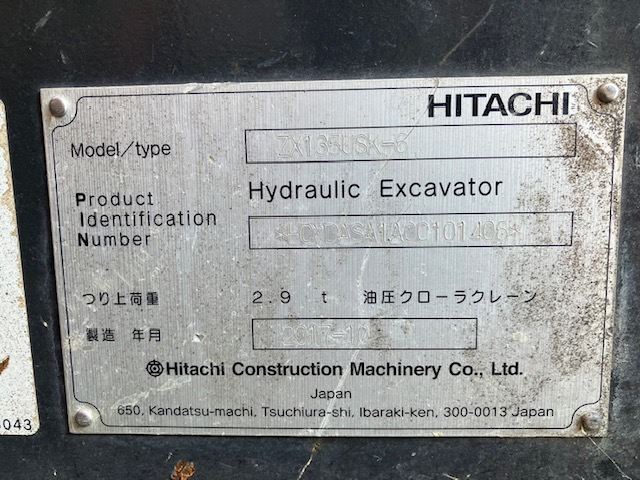 HITACHI
Model/type ZX135USK-6
Product Hydraulic Excavator
Identification
Number
つり上荷重 2.9 t 油圧クローラクレーン
製造 年月 2017-10
Hitachi Construction Machinery Co., Ltd.
Japan
650, Kandatsu-machi, Tsuchiura-shi, Ibaraki-ken, 300-0013 Japan
043